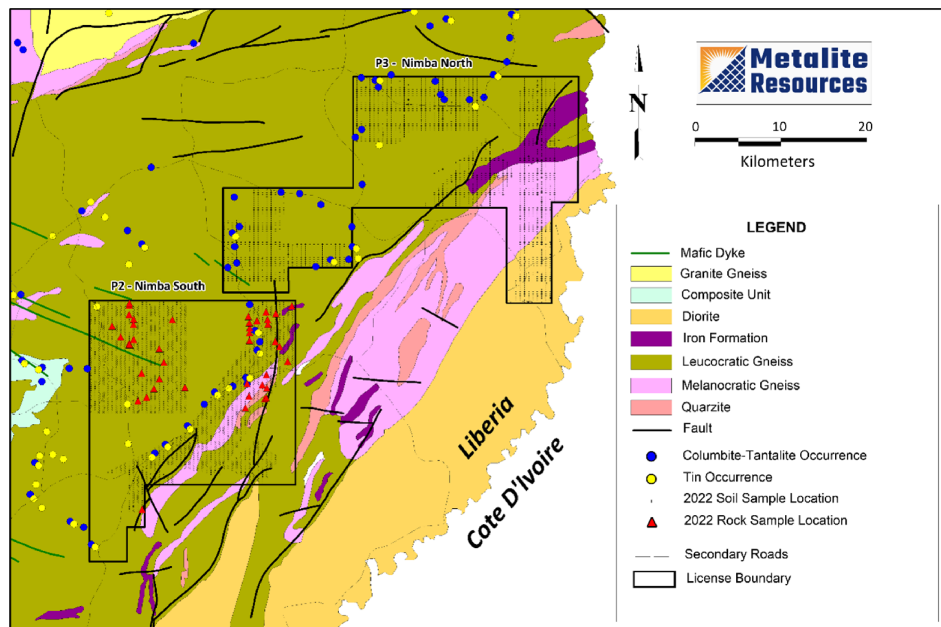 P3 - Nimba North
N
Metalite
Resources
0 10 20
Kilometers
P2 - Nimba South
Liberia
Cote D'Ivoire
LEGEND
Mafic Dyke
Granite Gneiss
Composite Unit
Diorite
Iron Formation
Leucocratic Gneiss
Melanocratic Gneiss
Quarzite
Fault
Columbite-Tantalite Occurrence
Tin Occurrence
2022 Soil Sample Location
2022 Rock Sample Location
Secondary Roads
License Boundary